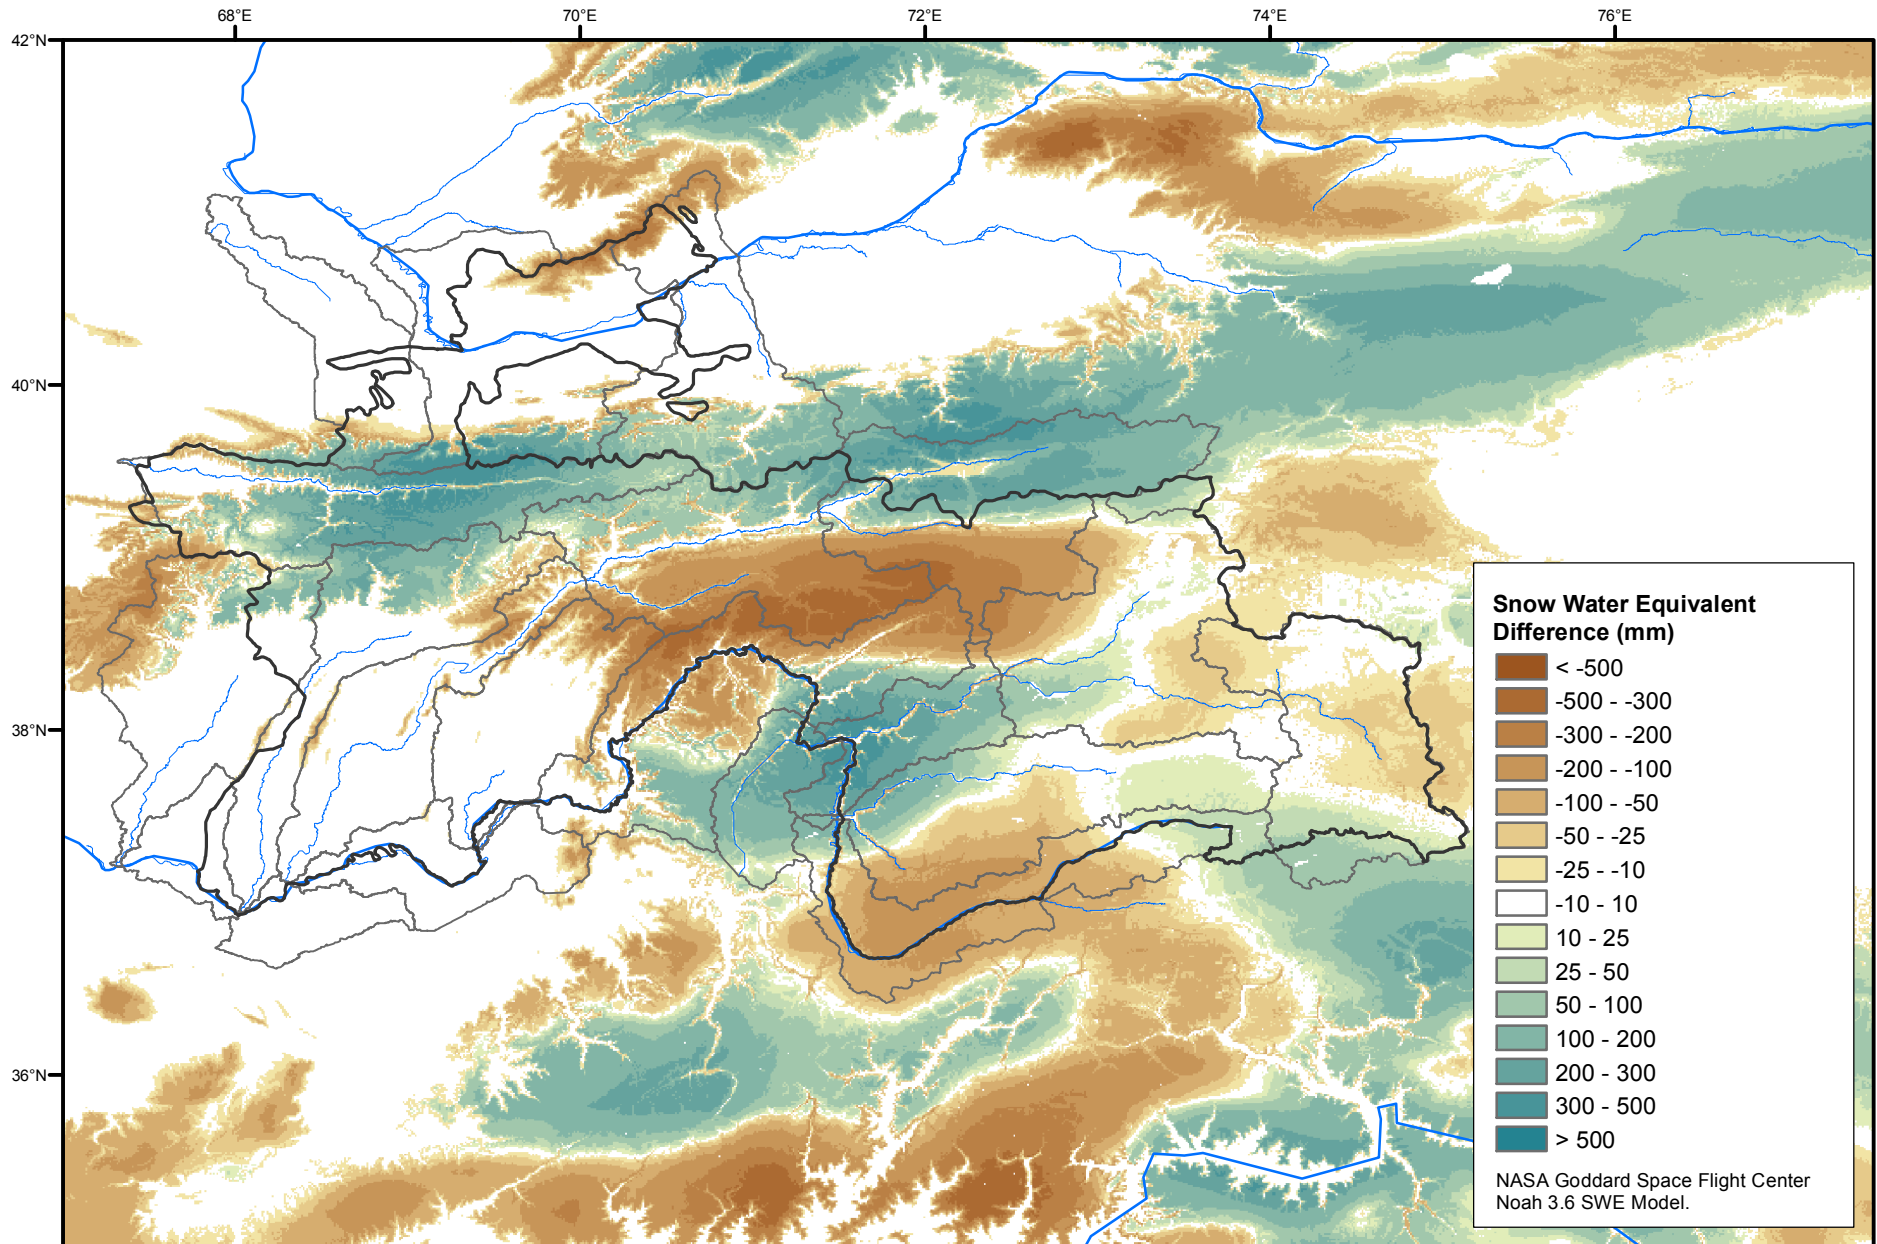 68°E
70°E
72°E
74°E
76°E
42°N
40°N
38°N
36°N
Snow Water Equivalent
Difference (mm)
< -500
-500 - -300
-300 - -200
-200 - -100
-100 - -50
-50 - -25
-25 - -10
-10 - 10
10 - 25
25 - 50
50 - 100
100 - 200
200 - 300
300 - 500
> 500
NASA Goddard Space Flight Center
Noah 3.6 SWE Model.